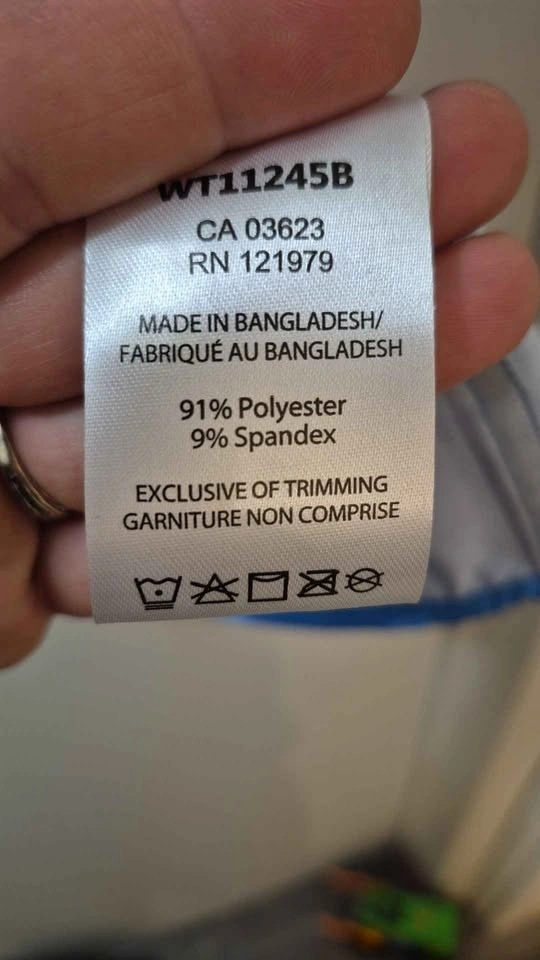 WT11245B
CA 03623
RN 121979
MADE IN BANGLADESH/
FABRIQUÉ AU BANGLADESH
91% Polyester
9% Spandex
EXCLUSIVE OF TRIMMING
GARNITURE NON COMPRISE